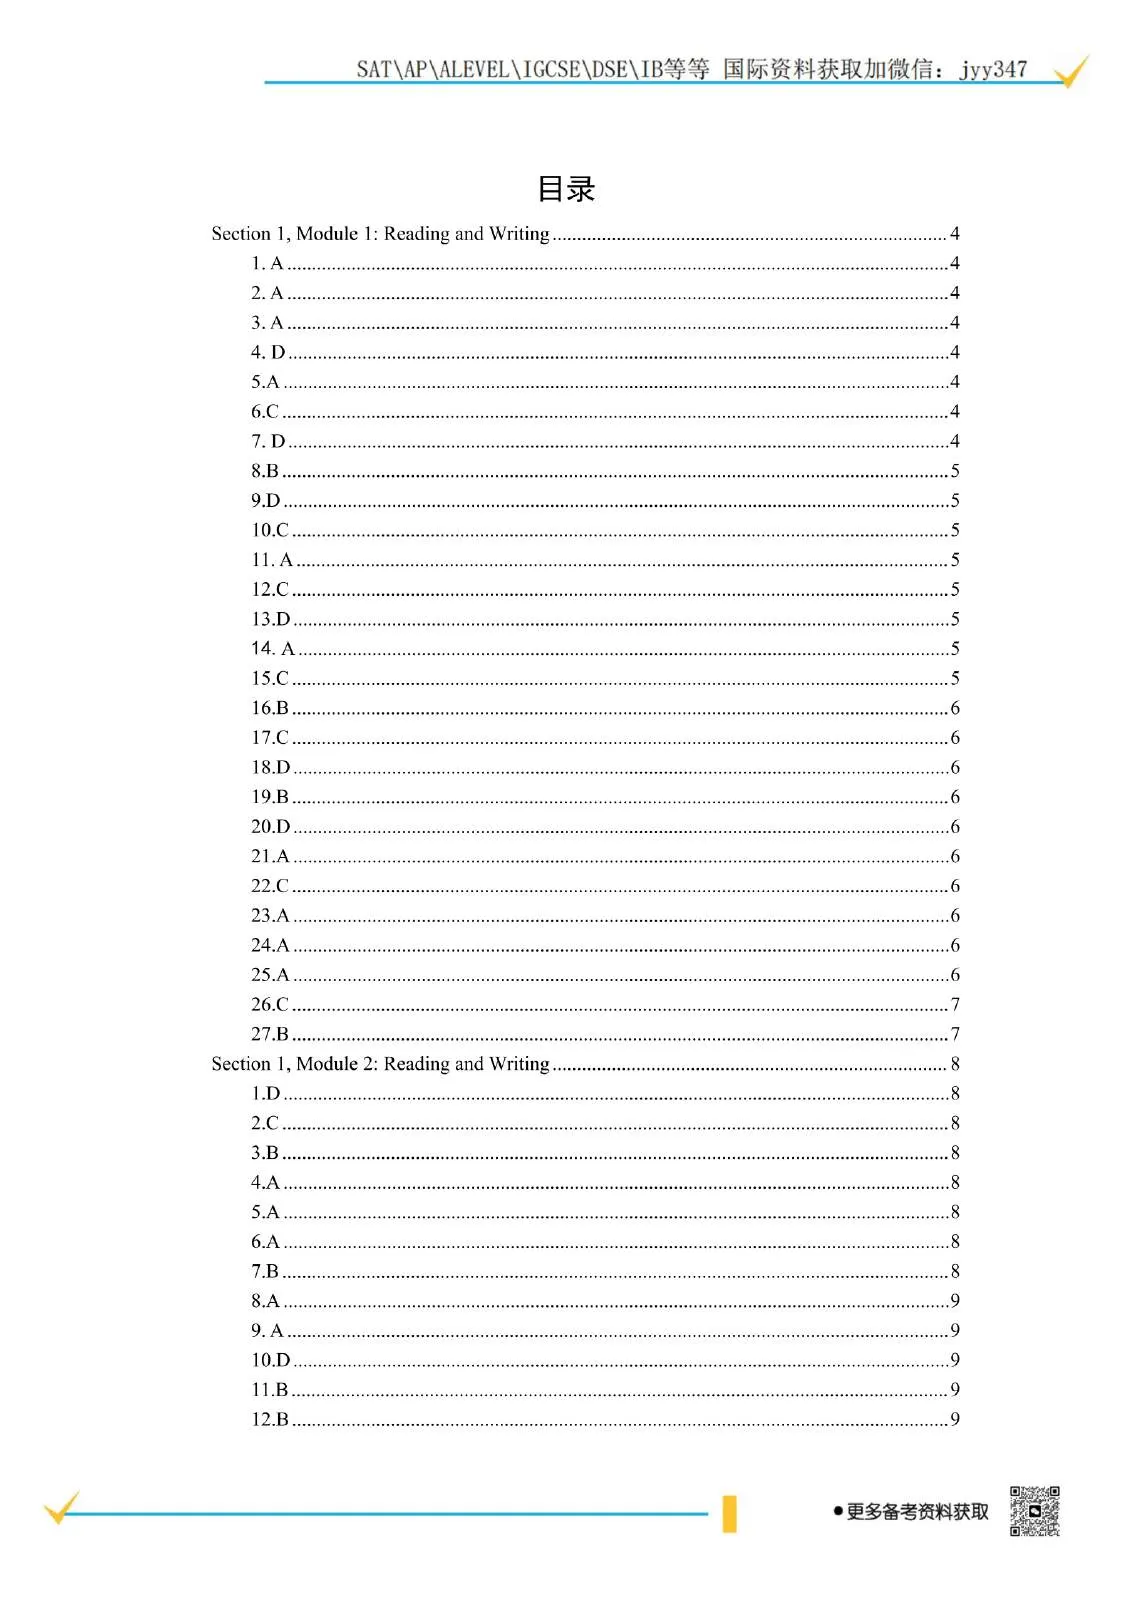 SAT\AP\ALEVEL\IGCSE\DSE\IB等等 国际资料获取加微信：jyy347
目录
Section 1, Module 1: Reading and Writing................................................................................ 4
1. A.......................................................................................................................................4
2. A.......................................................................................................................................4
3. A.......................................................................................................................................4
4. D.......................................................................................................................................4
5.A........................................................................................................................................4
6.C........................................................................................................................................4
7. D.......................................................................................................................................4
8.B........................................................................................................................................5
9.D........................................................................................................................................5
10.C......................................................................................................................................5
11. A.....................................................................................................................................5
12.C......................................................................................................................................5
13.D......................................................................................................................................5
14. A.....................................................................................................................................5
15.C......................................................................................................................................5
16.B......................................................................................................................................6
17.C......................................................................................................................................6
18.D......................................................................................................................................6
19.B......................................................................................................................................6
20.D......................................................................................................................................6
21.A......................................................................................................................................6
22.C......................................................................................................................................6
23.A......................................................................................................................................6
24.A......................................................................................................................................6
25.A......................................................................................................................................6
26.C......................................................................................................................................7
27.B......................................................................................................................................7
Section 1, Module 2: Reading and Writing................................................................................ 8
1.D........................................................................................................................................8
2.C........................................................................................................................................8
3.B........................................................................................................................................8
4.A........................................................................................................................................8
5.A........................................................................................................................................8
6.A........................................................................................................................................8
7.B........................................................................................................................................8
8.A........................................................................................................................................9
9. A.......................................................................................................................................9
10.D......................................................................................................................................9
11.B......................................................................................................................................9
12.B......................................................................................................................................9
●更多备考资料获取